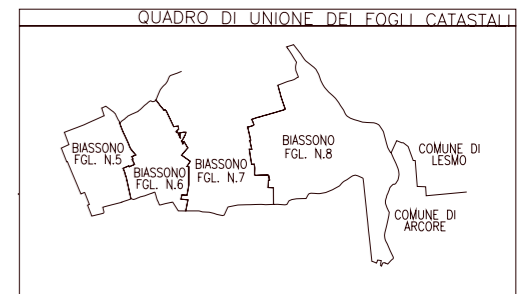 QUADRO DI UNIONE DEI FOGLI CATASTALI
BIASSONO
FGL. N.5
BIASSONO
FGL. N.6
BIASSONO
FGL. N.7
BIASSONO
FGL. N.8
COMUNE DI
LESMO
COMUNE DI
ARCORE